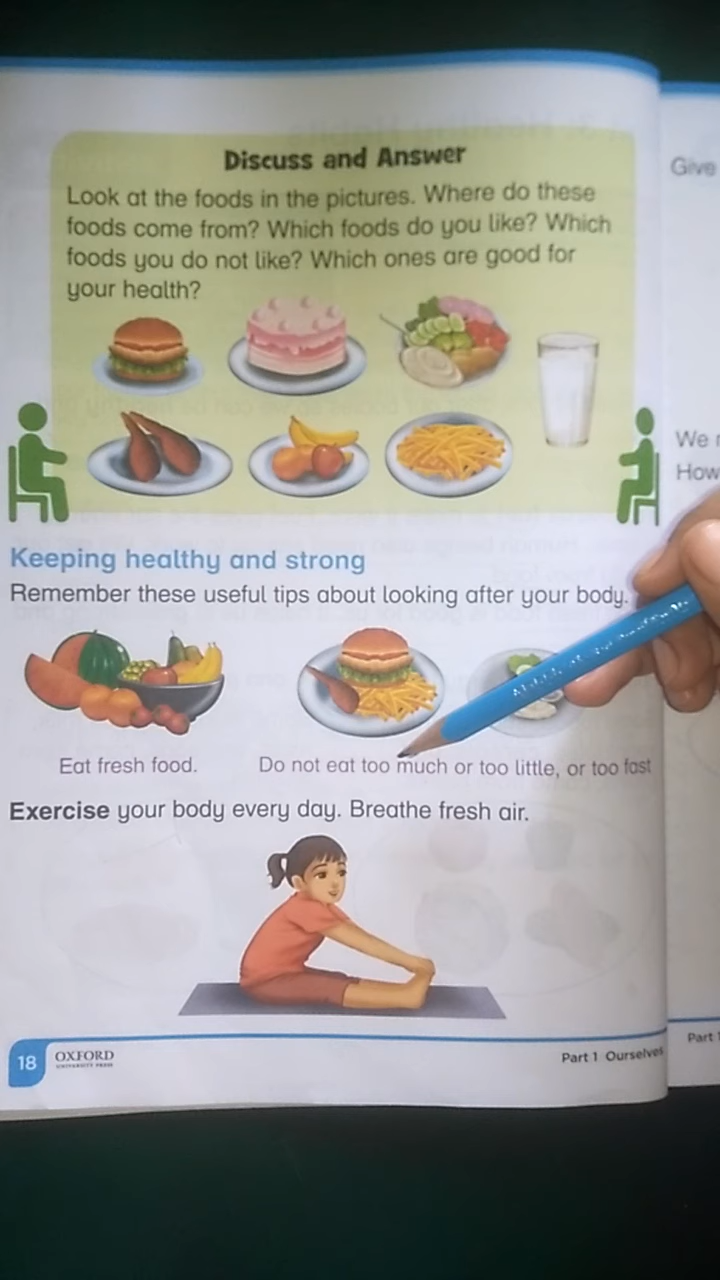 Discuss and Answer
Look at the foods in the pictures. Where do these
foods come from? Which foods do you like? Which
foods you do not like? Which ones are good for
your health?
Keeping healthy and strong
Remember these useful tips about looking after your body.
Eat fresh food.
Do not eat too much or too little, or too fast
Exercise your body every day. Breathe fresh air.
18
OXFORD
UNIVERSITY PRESS
Part 1 Ourselves
Give
We
How
Part